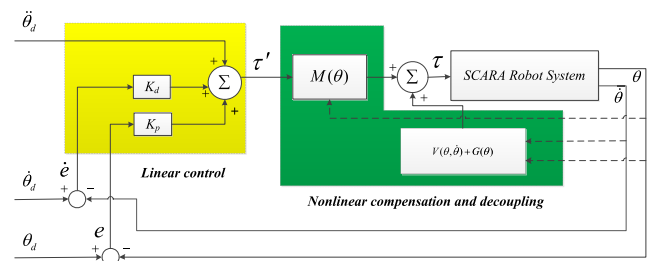 θ̈d
+
Kd
+
Σ
τ′
M(θ)
+
Σ
τ
SCARA Robot System
θ
θ̇
+
Kp
+
V(θ,θ̇)+G(θ)
ė
Linear control
θ̇d
+
−
Nonlinear compensation and decoupling
θd
e
+
−